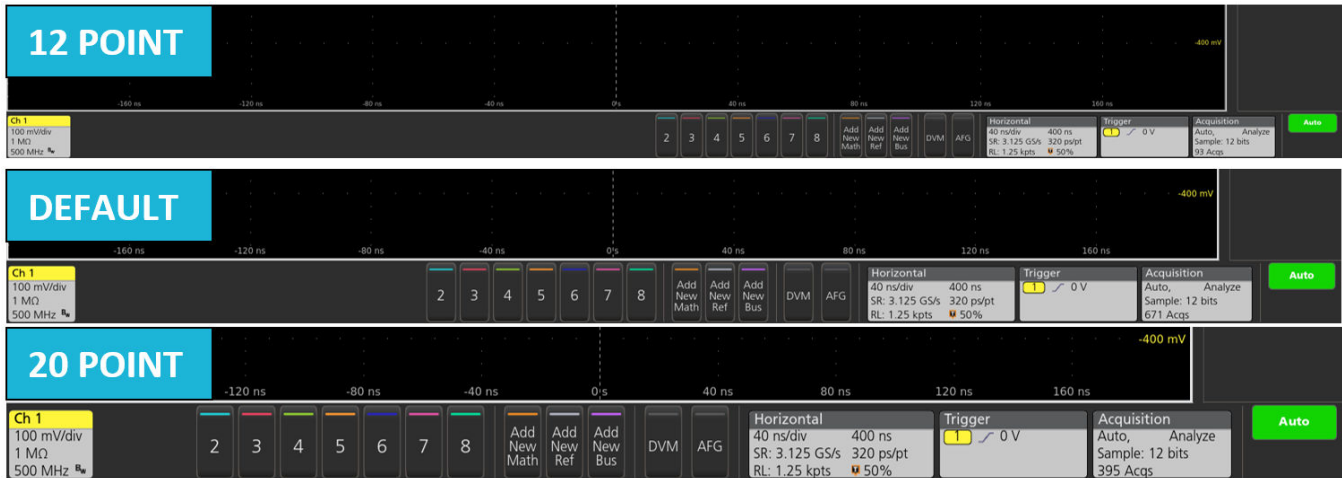 12 POINT
-400 mV
-160 ns -120 ns -80 ns -40 ns 0 s 40 ns 80 ns 120 ns 160 ns
Ch 1
100 mV/div
1 MΩ
500 MHz Bw
2 3 4 5 6 7 8
Add New Math
Add New Ref
Add New Bus
DVM
AFG
Horizontal
40 ns/div 400 ns
SR: 3.125 GS/s 320 ps/pt
RL: 1.25 kpts 50%
Trigger
1 0 V
Acquisition
Auto, Analyze
Sample: 12 bits
93 Acqs
Auto
DEFAULT
-400 mV
-160 ns -120 ns -80 ns -40 ns 0 s 40 ns 80 ns 120 ns 160 ns
Ch 1
100 mV/div
1 MΩ
500 MHz Bw
2 3 4 5 6 7 8
Add New Math
Add New Ref
Add New Bus
DVM
AFG
Horizontal
40 ns/div 400 ns
SR: 3.125 GS/s 320 ps/pt
RL: 1.25 kpts 50%
Trigger
1 0 V
Acquisition
Auto, Analyze
Sample: 12 bits
671 Acqs
Auto
20 POINT
-400 mV
-120 ns -80 ns -40 ns 0 s 40 ns 80 ns 120 ns 160 ns
Ch 1
100 mV/div
1 MΩ
500 MHz Bw
2 3 4 5 6 7 8
Add New Math
Add New Ref
Add New Bus
DVM
AFG
Horizontal
40 ns/div 400 ns
SR: 3.125 GS/s 320 ps/pt
RL: 1.25 kpts 50%
Trigger
1 0 V
Acquisition
Auto, Analyze
Sample: 12 bits
395 Acqs
Auto